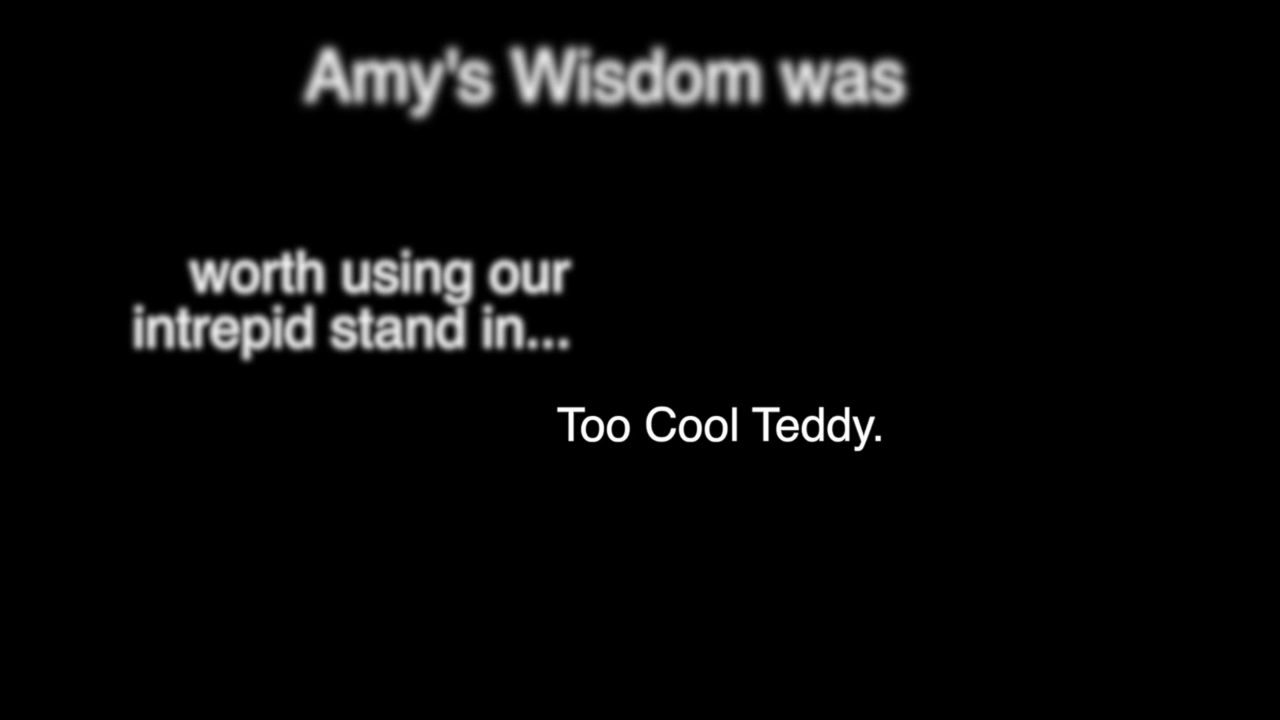 Amy's Wisdom was
worth using our
intrepid stand in...
Too Cool Teddy.